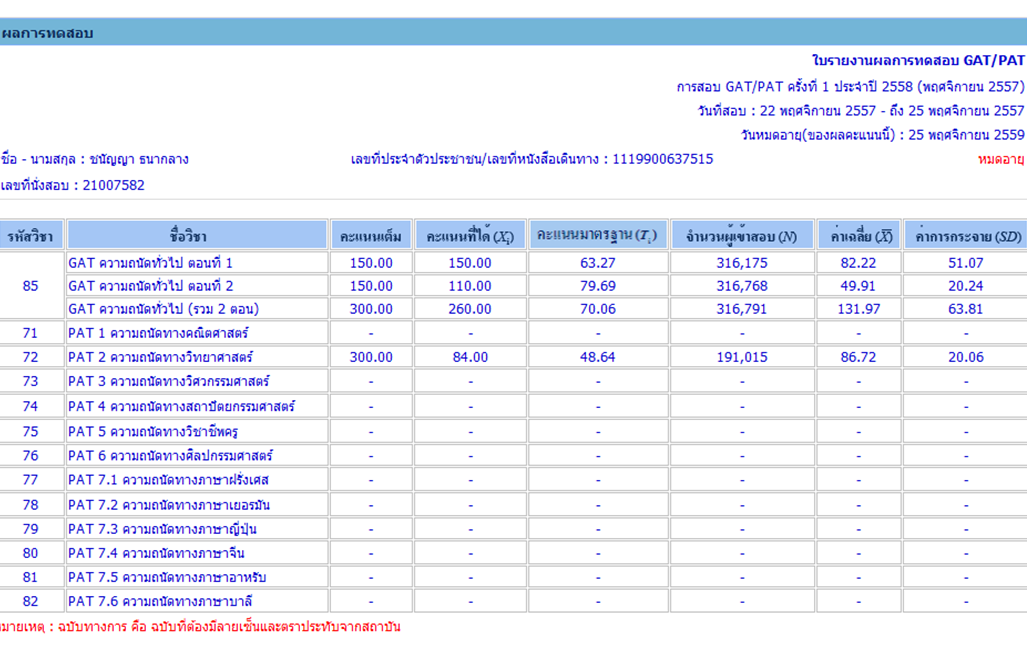 ผลการทดสอบ
ใบรายงานผลการทดสอบ GAT/PAT
การสอบ GAT/PAT ครั้งที่ 1 ประจำปี 2558 (พฤศจิกายน 2557)
วันที่สอบ : 22 พฤศจิกายน 2557 - ถึง 25 พฤศจิกายน 2557
วันหมดอายุ(ของผลคะแนนนี้) : 25 พฤศจิกายน 2559
ชื่อ - นามสกุล : ชนัญญา ธนากลาง เลขที่ประจำตัวประชาชน/เลขที่หนังสือเดินทาง : 1119900637515 หมดอายุ
เลขที่นั่งสอบ : 21007582
รหัสวิชา ชื่อวิชา คะแนนเต็ม คะแนนที่ได้ (Xi) คะแนนมาตรฐาน (Ti) จำนวนผู้เข้าสอบ (N) ค่าเฉลี่ย (X̄) ค่าการกระจาย (SD)
GAT ความถนัดทั่วไป ตอนที่ 1 150.00 150.00 63.27 316,175 82.22 51.07
85 GAT ความถนัดทั่วไป ตอนที่ 2 150.00 110.00 79.69 316,768 49.91 20.24
GAT ความถนัดทั่วไป (รวม 2 ตอน) 300.00 260.00 70.06 316,791 131.97 63.81
71 PAT 1 ความถนัดทางคณิตศาสตร์ - - - - - -
72 PAT 2 ความถนัดทางวิทยาศาสตร์ 300.00 84.00 48.64 191,015 86.72 20.06
73 PAT 3 ความถนัดทางวิศวกรรมศาสตร์ - - - - - -
74 PAT 4 ความถนัดทางสถาปัตยกรรมศาสตร์ - - - - - -
75 PAT 5 ความถนัดทางวิชาชีพครู - - - - - -
76 PAT 6 ความถนัดทางศิลปกรรมศาสตร์ - - - - - -
77 PAT 7.1 ความถนัดทางภาษาฝรั่งเศส - - - - - -
78 PAT 7.2 ความถนัดทางภาษาเยอรมัน - - - - - -
79 PAT 7.3 ความถนัดทางภาษาญี่ปุ่น - - - - - -
80 PAT 7.4 ความถนัดทางภาษาจีน - - - - - -
81 PAT 7.5 ความถนัดทางภาษาอาหรับ - - - - - -
82 PAT 7.6 ความถนัดทางภาษาบาลี - - - - - -
มายเหตุ : ฉบับทางการ คือ ฉบับที่ต้องมีลายเซ็นและตราประทับจากสถาบัน